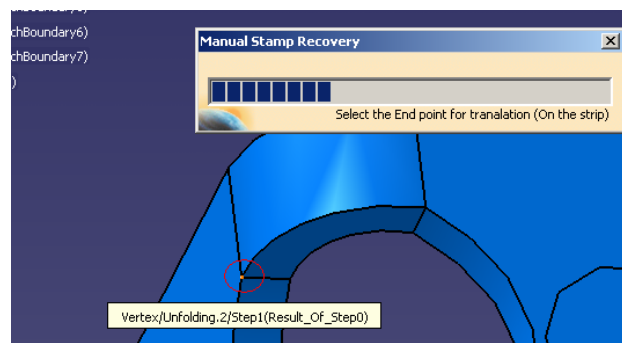 chBoundary6)
Manual Stamp Recovery
chBoundary7)
)
Select the End point for tranalation (On the strip)
Vertex/Unfolding.2/Step1(Result_Of_Step0)